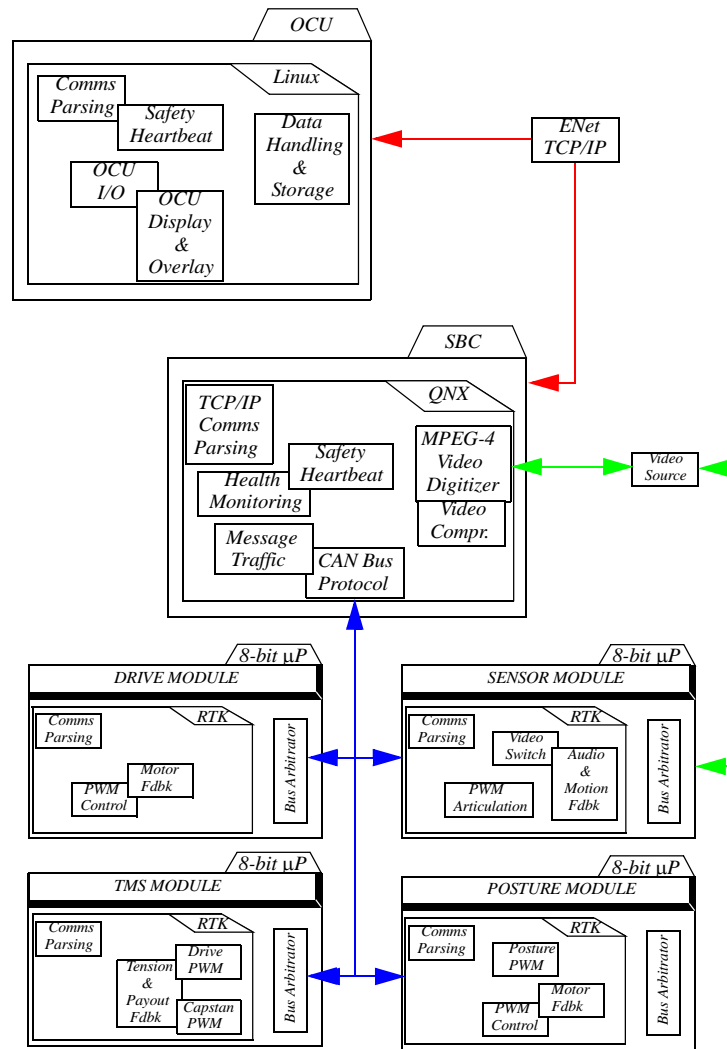 OCU
Linux
Comms
Parsing
Safety
Heartbeat
Data
Handling
&
Storage
OCU
I/O
OCU
Display
&
Overlay
ENet
TCP/IP
SBC
QNX
TCP/IP
Comms
Parsing
Safety
Heartbeat
Health
Monitoring
MPEG-4
Video
Digitizer
Video
Compr.
Message
Traffic
CAN Bus
Protocol
Video
Source
8-bit µP
DRIVE MODULE
RTK
Comms
Parsing
Motor
Fdbk
PWM
Control
Bus Arbitrator
8-bit µP
SENSOR MODULE
RTK
Comms
Parsing
Video
Switch
Audio
&
Motion
Fdbk
PWM
Articulation
Bus Arbitrator
8-bit µP
TMS MODULE
RTK
Comms
Parsing
Drive
PWM
Tension
&
Payout
Fdbk
Capstan
PWM
Bus Arbitrator
8-bit µP
POSTURE MODULE
RTK
Comms
Parsing
Posture
PWM
Motor
Fdbk
PWM
Control
Bus Arbitrator